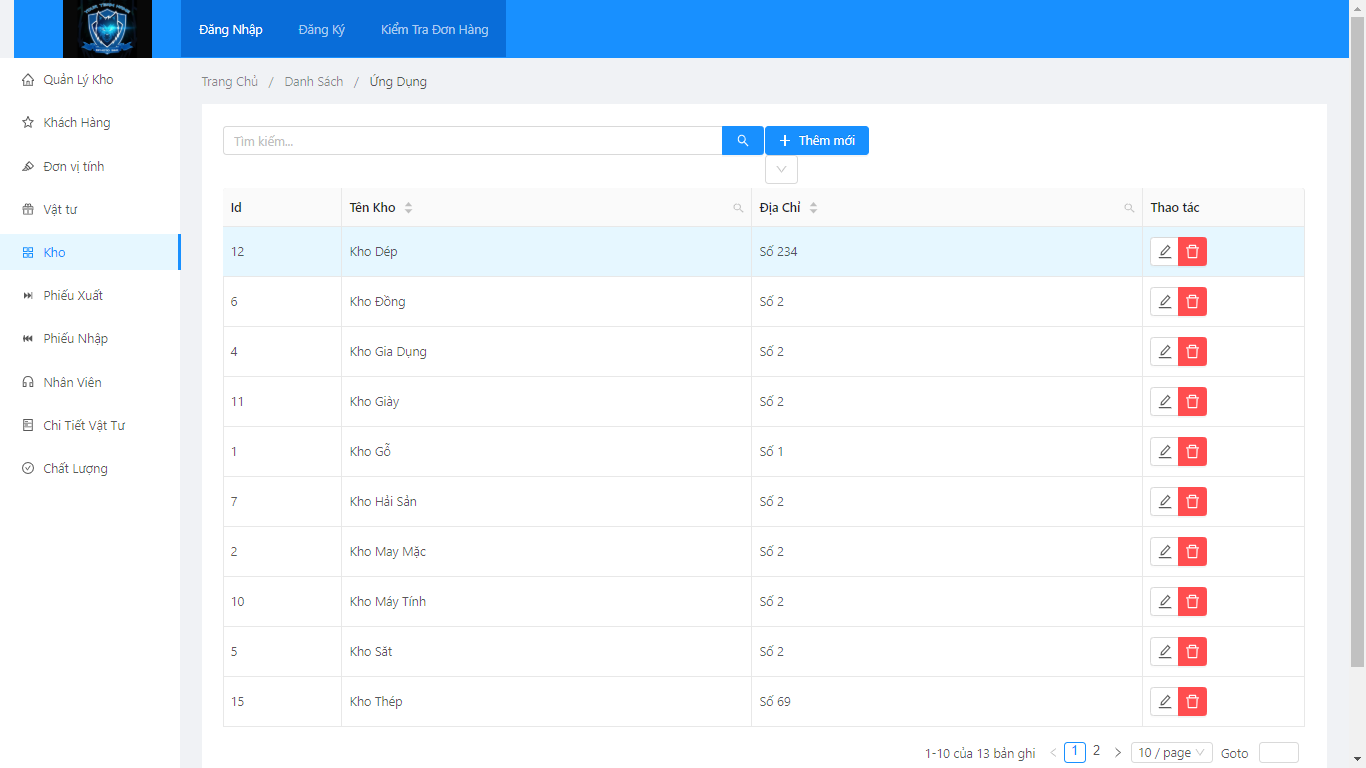 Đăng Nhập Đăng Ký Kiểm Tra Đơn Hàng
Quản Lý Kho
Khách Hàng
Đơn vị tính
Vật tư
Kho
Phiếu Xuất
Phiếu Nhập
Nhân Viên
Chi Tiết Vật Tư
Chất Lượng
Trang Chủ / Danh Sách / Ứng Dụng
Tìm kiếm... Thêm mới
Id Tên Kho Địa Chỉ Thao tác
12 Kho Dép Số 234
6 Kho Đồng Số 2
4 Kho Gia Dụng Số 2
11 Kho Giày Số 2
1 Kho Gỗ Số 1
7 Kho Hải Sản Số 2
2 Kho May Mặc Số 2
10 Kho Máy Tính Số 2
5 Kho Sắt Số 2
15 Kho Thép Số 69
1-10 của 13 bản ghi 1 2 10 / page Goto